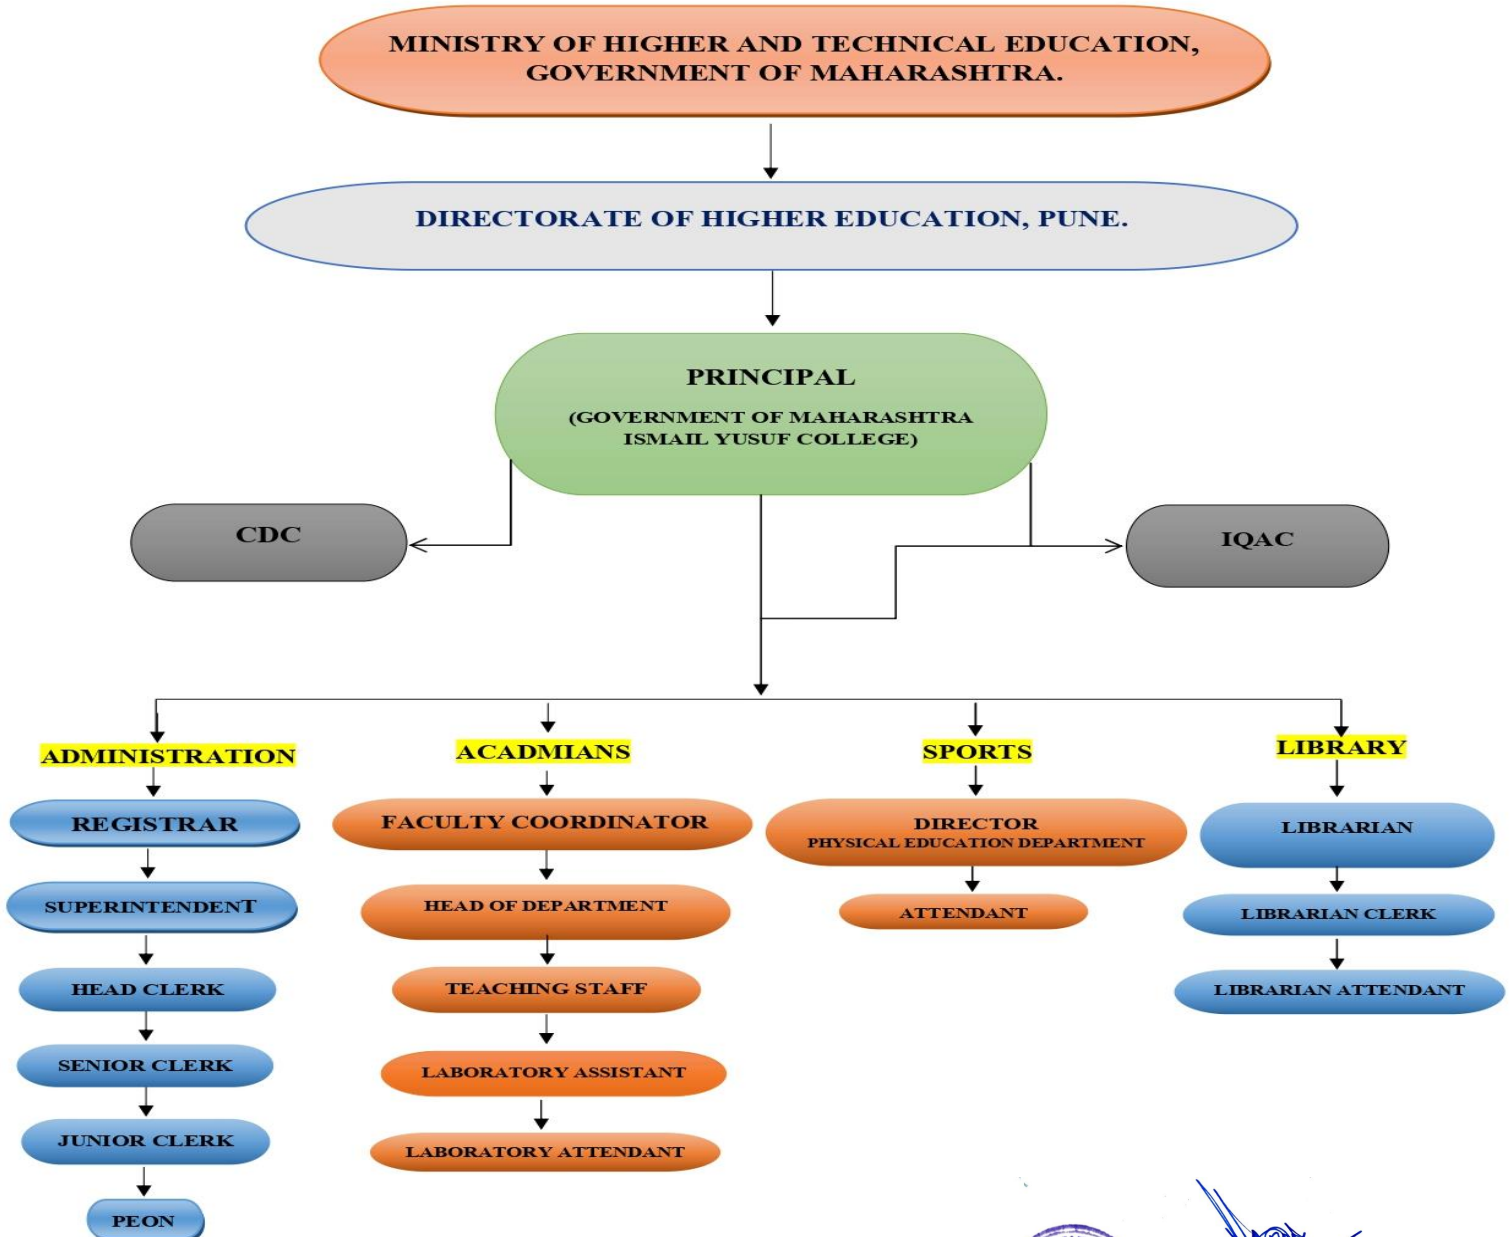 MINISTRY OF HIGHER AND TECHNICAL EDUCATION,
GOVERNMENT OF MAHARASHTRA.
DIRECTORATE OF HIGHER EDUCATION, PUNE.
PRINCIPAL
(GOVERNMENT OF MAHARASHTRA
ISMAIL YUSUF COLLEGE)
CDC
IQAC
ADMINISTRATION
REGISTRAR
SUPERINTENDENT
HEAD CLERK
SENIOR CLERK
JUNIOR CLERK
PEON
ACADMIANS
FACULTY COORDINATOR
HEAD OF DEPARTMENT
TEACHING STAFF
LABORATORY ASSISTANT
LABORATORY ATTENDANT
SPORTS
DIRECTOR
PHYSICAL EDUCATION DEPARTMENT
ATTENDANT
LIBRARY
LIBRARIAN
LIBRARIAN CLERK
LIBRARIAN ATTENDANT